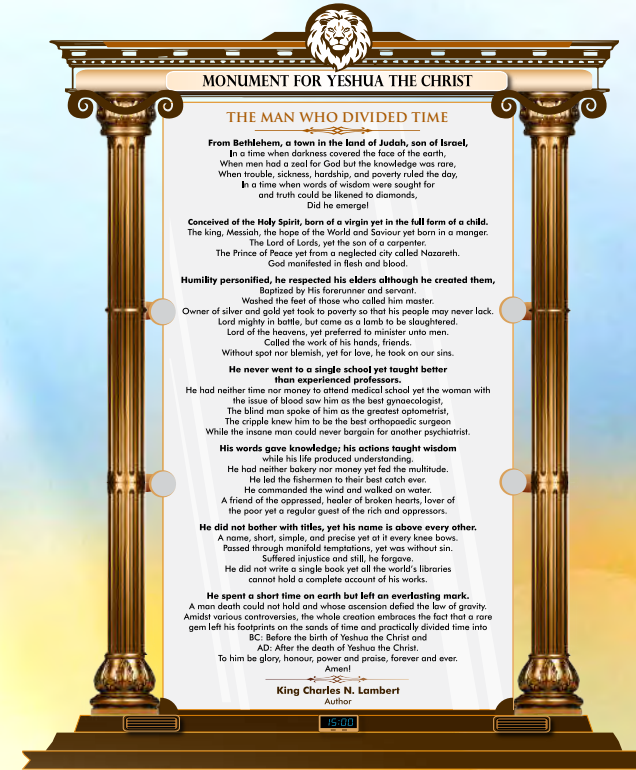 MONUMENT FOR YESHUA THE CHRIST
THE MAN WHO DIVIDED TIME
From Bethlehem, a town in the land of Judah, son of Israel,
In a time when darkness covered the face of the earth,
When men had a zeal for God but the knowledge was rare,
When trouble, sickness, hardship, and poverty ruled the day,
In a time when words of wisdom were sought for
and truth could be likened to diamonds,
Did he emerge!
Conceived of the Holy Spirit, born of a virgin yet in the full form of a child.
The king, Messiah, the hope of the World and Saviour yet born in a manger.
The Lord of Lords, yet the son of a carpenter.
The Prince of Peace yet from a neglected city called Nazareth.
God manifested in flesh and blood.
Humility personified, he respected his elders although he created them,
Baptized by His forerunner and servant.
Washed the feet of those who called him master.
Owner of silver and gold yet took to poverty so that his people may never lack.
Lord mighty in battle, but came as a lamb to be slaughtered.
Lord of the heavens, yet preferred to minister unto men.
Called the work of his hands, friends.
Without spot nor blemish, yet for love, he took on our sins.
He never went to a single school yet taught better
than experienced professors.
He had neither time nor money to attend medical school yet the woman with
the issue of blood saw him as the best gynaecologist,
The blind man spoke of him as the greatest optometrist,
The cripple knew him to be the best orthopaedic surgeon
While the insane man could never bargain for another psychiatrist.
His words gave knowledge; his actions taught wisdom
while his life produced understanding.
He had neither bakery nor money yet fed the multitude.
He led the fishermen to their best catch ever.
He commanded the wind and walked on water.
A friend of the oppressed, healer of broken hearts, lover of
the poor yet a regular guest of the rich and oppressors.
He did not bother with titles, yet his name is above every other.
A name, short, simple, and precise yet at it every knee bows.
Passed through manifold temptations, yet was without sin.
Suffered injustice and still, he forgave.
He did not write a single book yet all the world's libraries
cannot hold a complete account of his works.
He spent a short time on earth but left an everlasting mark.
A man death could not hold and whose ascension defied the law of gravity.
Amidst various controversies, the whole creation embraces the fact that a rare
gem left his footprints on the sands of time and practically divided time into
BC: Before the birth of Yeshua the Christ and
AD: After the death of Yeshua the Christ.
To him be glory, honour, power and praise, forever and ever.
Amen!
King Charles N. Lambert
Author
15:00